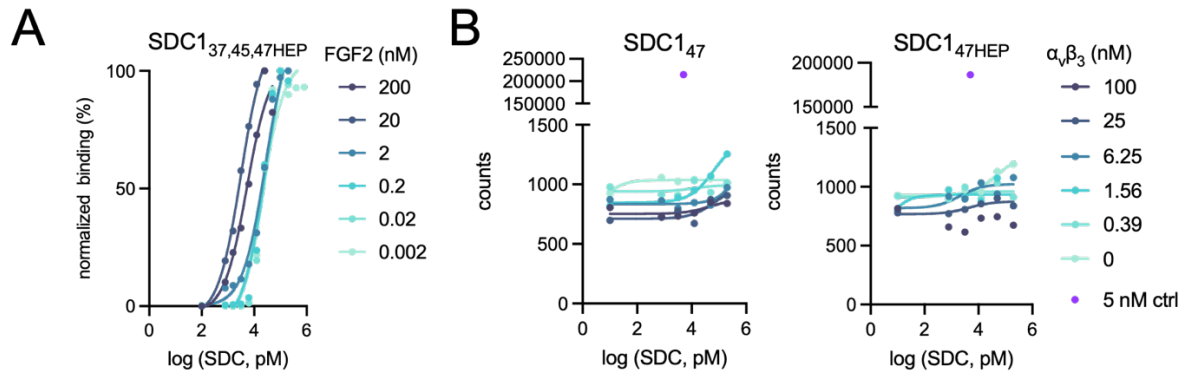 A
SDC137,45,47HEP
FGF2 (nM)
normalized binding (%)
100
50
0
0 2 4 6
log (SDC, pM)
200
20
2
0.2
0.02
0.002
B
SDC147
counts
250000
200000
150000
100000
1500
1000
500
0
0 2 4 6
log (SDC, pM)
SDC147HEP
counts
200000
150000
100000
1500
1000
500
0
0 2 4 6
log (SDC, pM)
αvβ3 (nM)
100
25
6.25
1.56
0.39
0
5 nM ctrl